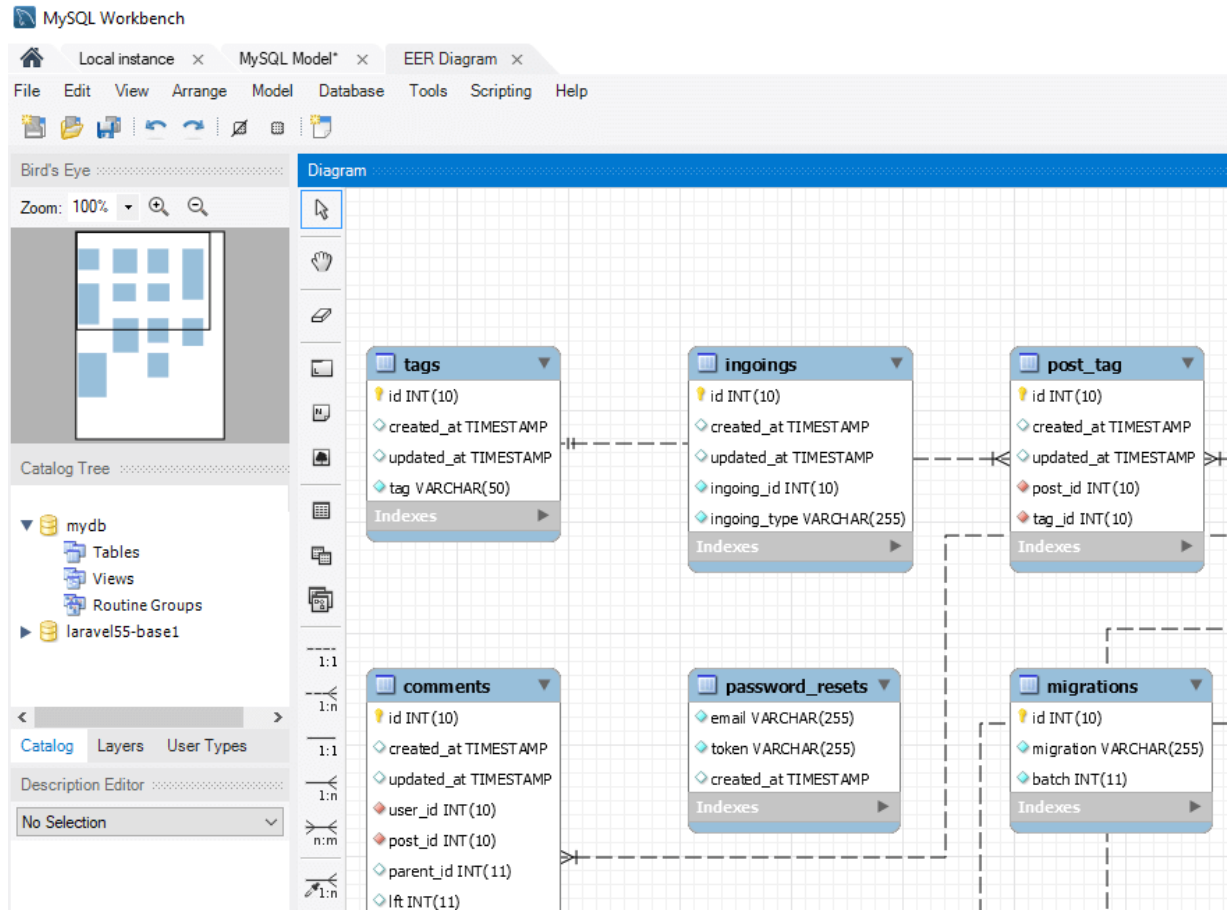 MySQL Workbench
Local instance × MySQL Model* × EER Diagram ×
File Edit View Arrange Model Database Tools Scripting Help
Bird's Eye
Zoom: 100%
Diagram
Catalog Tree
mydb
Tables
Views
Routine Groups
laravel55-base1
Catalog Layers User Types
Description Editor
No Selection
1:1
1:n
1:1
1:n
n:m
1:n
tags
id INT(10)
created_at TIMESTAMP
updated_at TIMESTAMP
tag VARCHAR(50)
Indexes
ingoings
id INT(10)
created_at TIMESTAMP
updated_at TIMESTAMP
ingoing_id INT(10)
ingoing_type VARCHAR(255)
Indexes
post_tag
id INT(10)
created_at TIMESTAMP
updated_at TIMESTAMP
post_id INT(10)
tag_id INT(10)
Indexes
comments
id INT(10)
created_at TIMESTAMP
updated_at TIMESTAMP
user_id INT(10)
post_id INT(10)
parent_id INT(11)
lft INT(11)
password_resets
email VARCHAR(255)
token VARCHAR(255)
created_at TIMESTAMP
Indexes
migrations
id INT(10)
migration VARCHAR(255)
batch INT(11)
Indexes